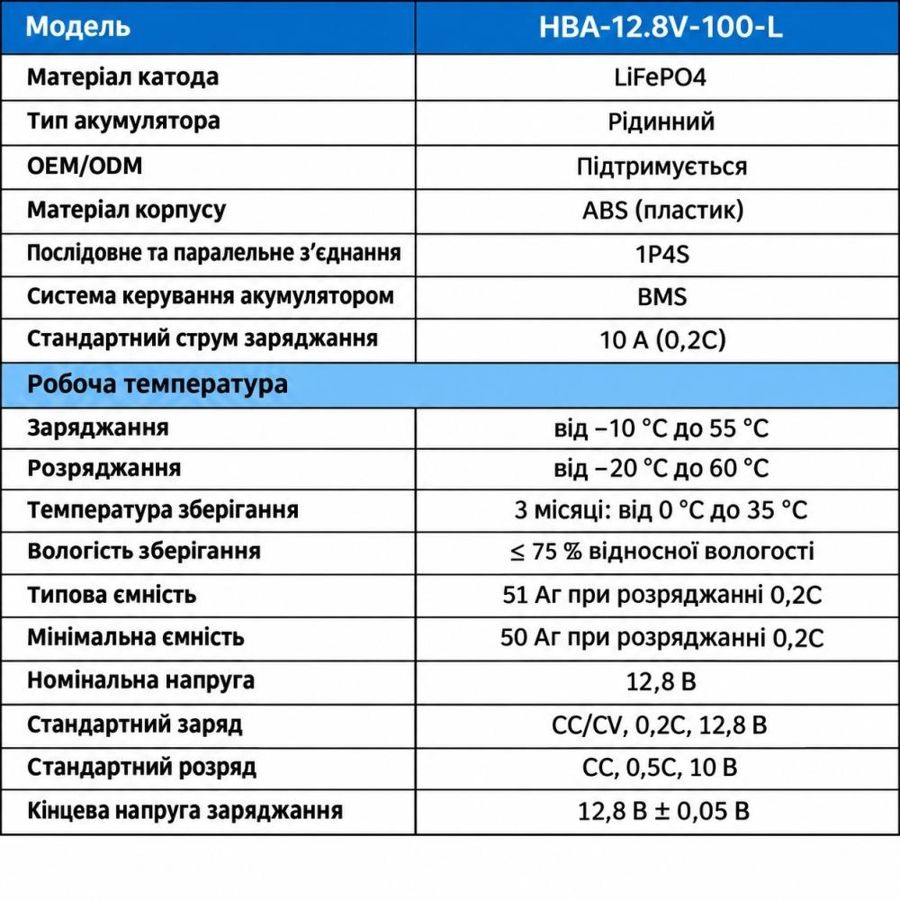 Модель HBA-12.8V-100-L
Матеріал катода LiFePO4
Тип акумулятора Рідинний
OEM/ODM Підтримується
Матеріал корпусу ABS (пластик)
Послідовне та паралельне з’єднання 1P4S
Система керування акумулятором BMS
Стандартний струм заряджання 10 А (0,2C)
Робоча температура
Заряджання від –10 °C до 55 °C
Розряджання від –20 °C до 60 °C
Температура зберігання 3 місяці: від 0 °C до 35 °C
Вологість зберігання ≤ 75 % відносної вологості
Типова ємність 51 Аг при розряджанні 0,2C
Мінімальна ємність 50 Аг при розряджанні 0,2C
Номінальна напруга 12,8 В
Стандартний заряд CC/CV, 0,2C, 12,8 В
Стандартний розряд CC, 0,5C, 10 В
Кінцева напруга заряджання 12,8 В ± 0,05 В